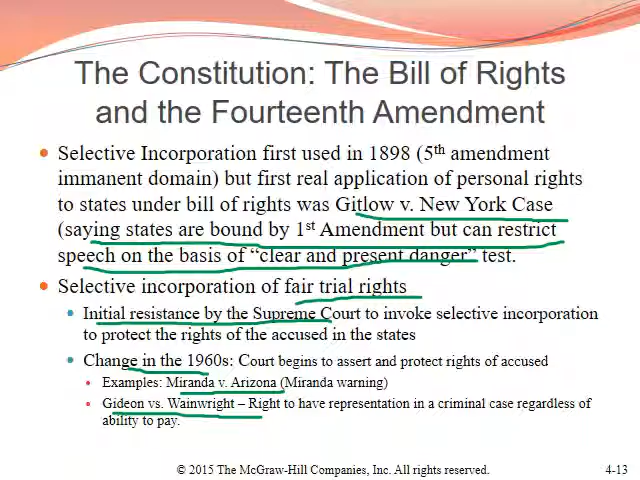 The Constitution: The Bill of Rights
and the Fourteenth Amendment
Selective Incorporation first used in 1898 (5th amendment
immanent domain) but first real application of personal rights
to states under bill of rights was Gitlow v. New York Case
(saying states are bound by 1st Amendment but can restrict
speech on the basis of “clear and present danger” test.
Selective incorporation of fair trial rights
Initial resistance by the Supreme Court to invoke selective incorporation
to protect the rights of the accused in the states
Change in the 1960s: Court begins to assert and protect rights of accused
Examples: Miranda v. Arizona (Miranda warning)
Gideon vs. Wainwright – Right to have representation in a criminal case regardless of
ability to pay.
© 2015 The McGraw-Hill Companies, Inc. All rights reserved.
4-13